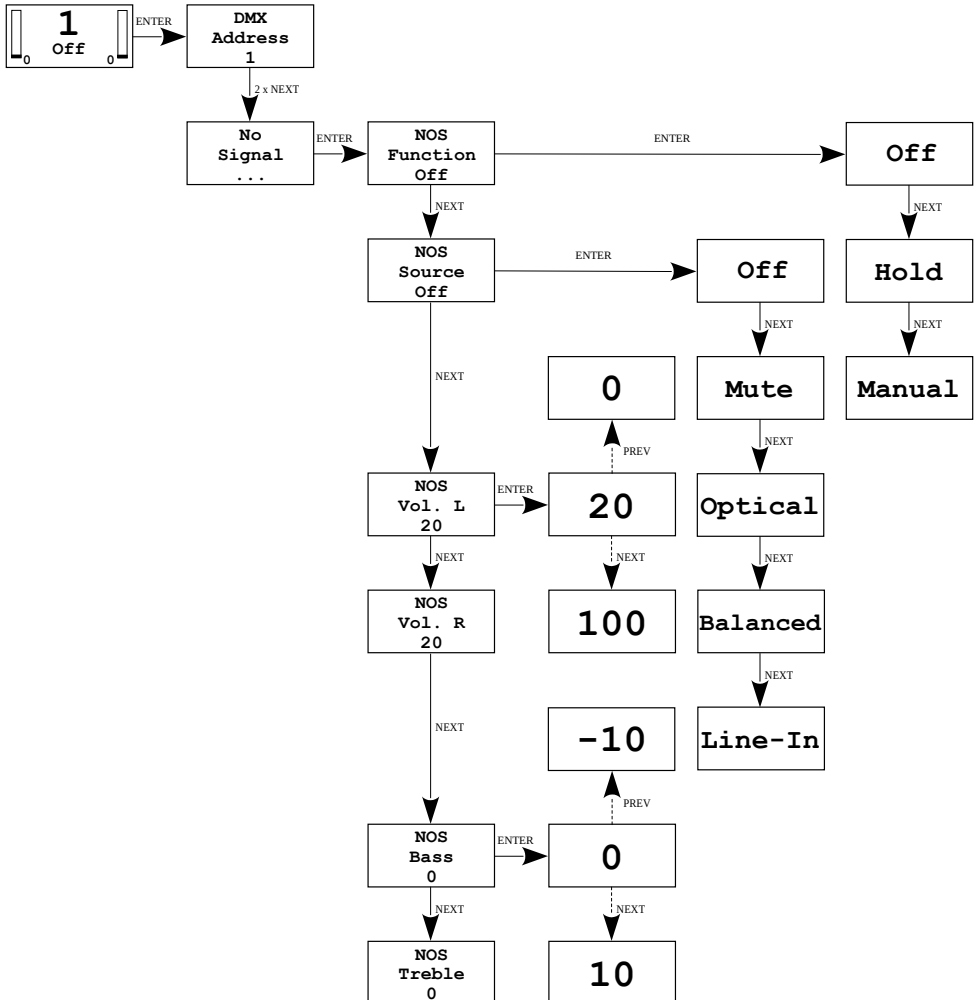 1
Off
0
0
ENTER
DMX
Address
1
2 x NEXT
No
Signal
...
ENTER
NOS
Function
Off
ENTER
Off
NEXT
NEXT
NOS
Source
Off
ENTER
Off
Hold
NEXT
NEXT
NEXT
0
Mute
Manual
PREV
NEXT
NOS
Vol. L
20
ENTER
20
Optical
NEXT
NEXT
NEXT
NOS
Vol. R
20
100
Balanced
NEXT
NEXT
-10
Line-In
PREV
NOS
Bass
0
ENTER
0
NEXT
NEXT
NOS
Treble
0
10